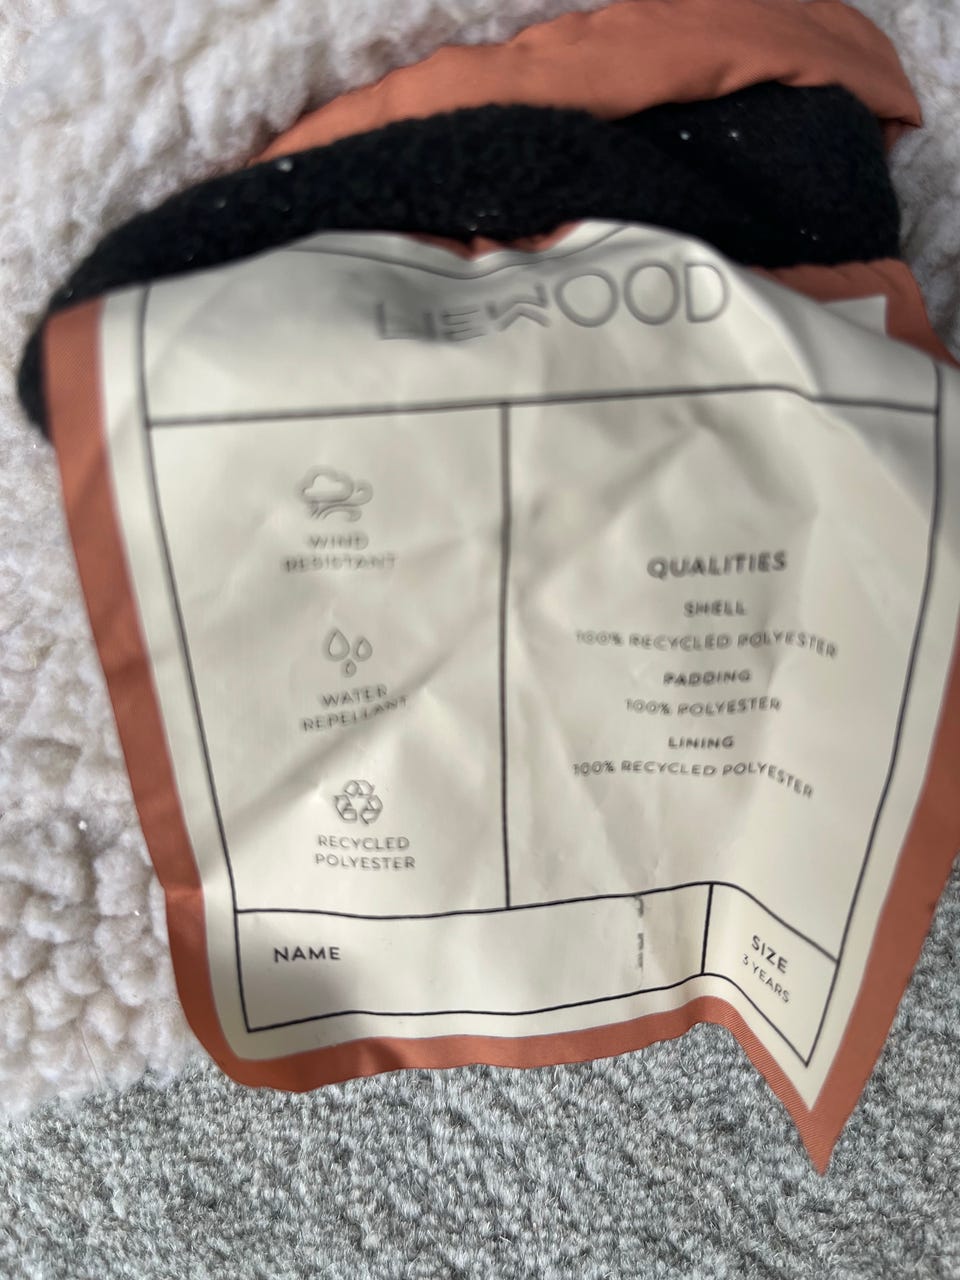 LIEWOOD
WIND
RESISTANT
WATER
REPELLANT
RECYCLED
POLYESTER
QUALITIES
SHELL
100% RECYCLED POLYESTER
PADDING
100% POLYESTER
LINING
100% RECYCLED POLYESTER
NAME
SIZE
3 YEARS